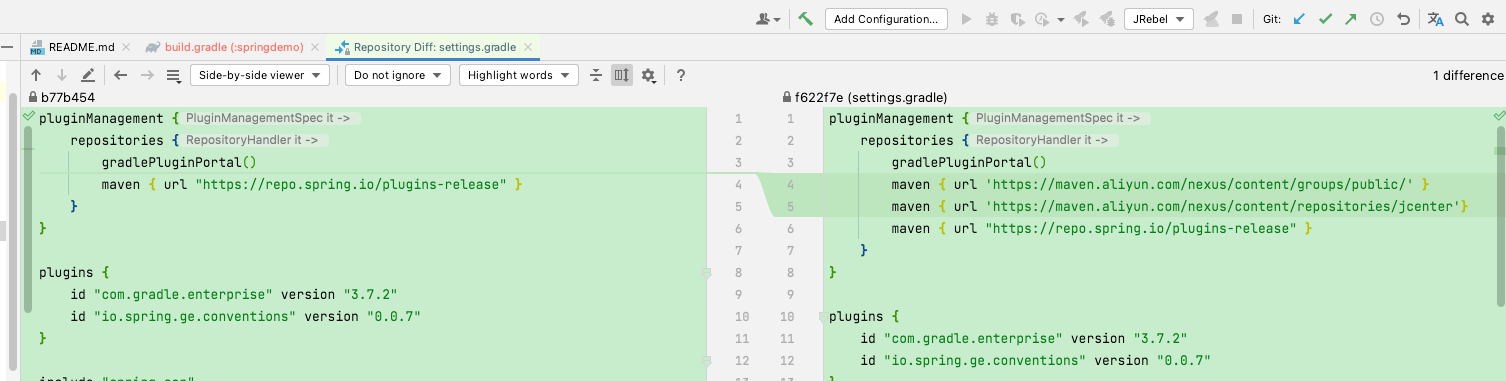 Add Configuration...
JRebel
Git:
README.md
build.gradle (:springdemo)
Repository Diff: settings.gradle
Side-by-side viewer
Do not ignore
Highlight words
?
1 difference
b77b454
f622f7e (settings.gradle)
pluginManagement { PluginManagementSpec it ->
repositories { RepositoryHandler it ->
gradlePluginPortal()
maven { url "https://repo.spring.io/plugins-release" }
}
}
plugins {
id "com.gradle.enterprise" version "3.7.2"
id "io.spring.ge.conventions" version "0.0.7"
}
1
2
3
4
5
6
7
8
9
10
11
12
1
2
3
4
5
6
7
8
9
10
11
12
pluginManagement { PluginManagementSpec it ->
repositories { RepositoryHandler it ->
gradlePluginPortal()
maven { url 'https://maven.aliyun.com/nexus/content/groups/public/' }
maven { url 'https://maven.aliyun.com/nexus/content/repositories/jcenter'}
maven { url "https://repo.spring.io/plugins-release" }
}
}
plugins {
id "com.gradle.enterprise" version "3.7.2"
id "io.spring.ge.conventions" version "0.0.7"